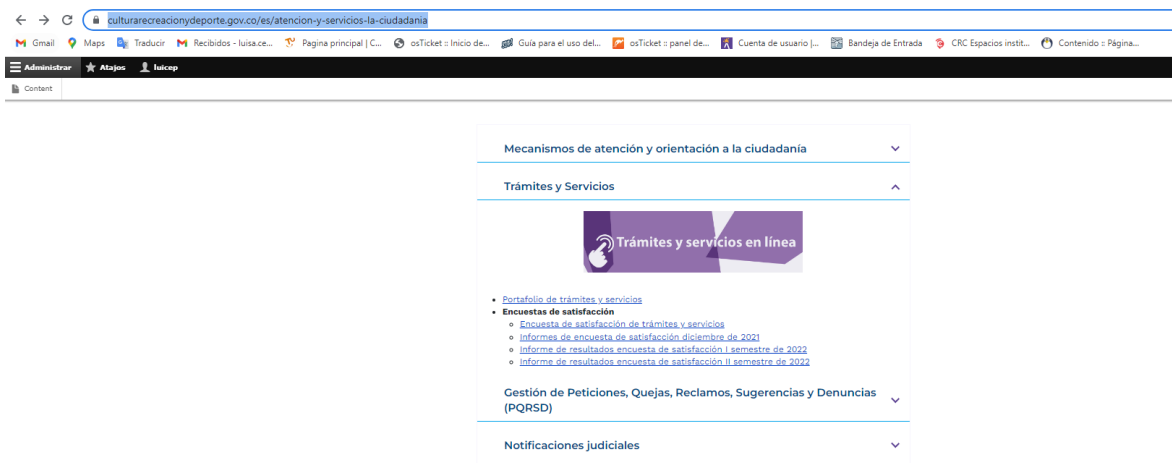 culturarecreacionydeporte.gov.co/es/atencion-y-servicios-la-ciudadania
Gmail Maps Traducir Recibidos - luisa.ce... Pagina principal | C... osTicket :: Inicio de... Guía para el uso del... osTicket :: panel de... Cuenta de usuario |... Bandeja de Entrada CRC Espacios instit... Contenido :: Página...
Administrar Atajos luicep
Content
Mecanismos de atención y orientación a la ciudadanía
Trámites y Servicios
Trámites y servicios en línea
• Portafolio de trámites y servicios
• Encuestas de satisfacción
○ Encuesta de satisfacción de trámites y servicios
○ Informes de encuesta de satisfacción diciembre de 2021
○ Informe de resultados encuesta de satisfacción I semestre de 2022
○ Informe de resultados encuesta de satisfacción II semestre de 2022
Gestión de Peticiones, Quejas, Reclamos, Sugerencias y Denuncias
(PQRSD)
Notificaciones judiciales